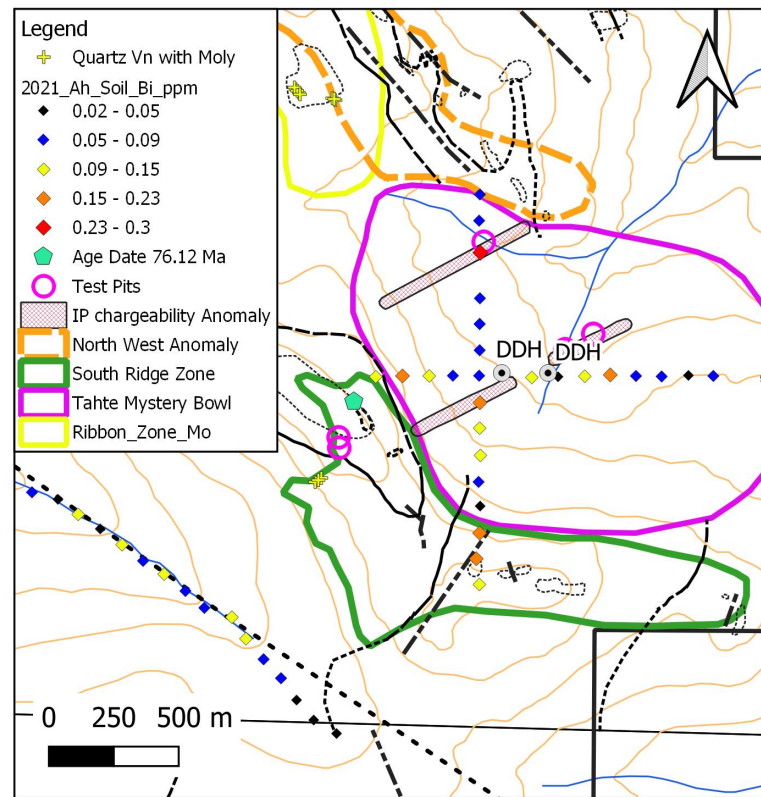 Legend
Quartz Vn with Moly
2021_Ah_Soil_Bi_ppm
0.02 - 0.05
0.05 - 0.09
0.09 - 0.15
0.15 - 0.23
0.23 - 0.3
Age Date 76.12 Ma
Test Pits
IP chargeability Anomaly
North West Anomaly
South Ridge Zone
Tahte Mystery Bowl
Ribbon_Zone_Mo
DDH
DDH
0 250 500 m